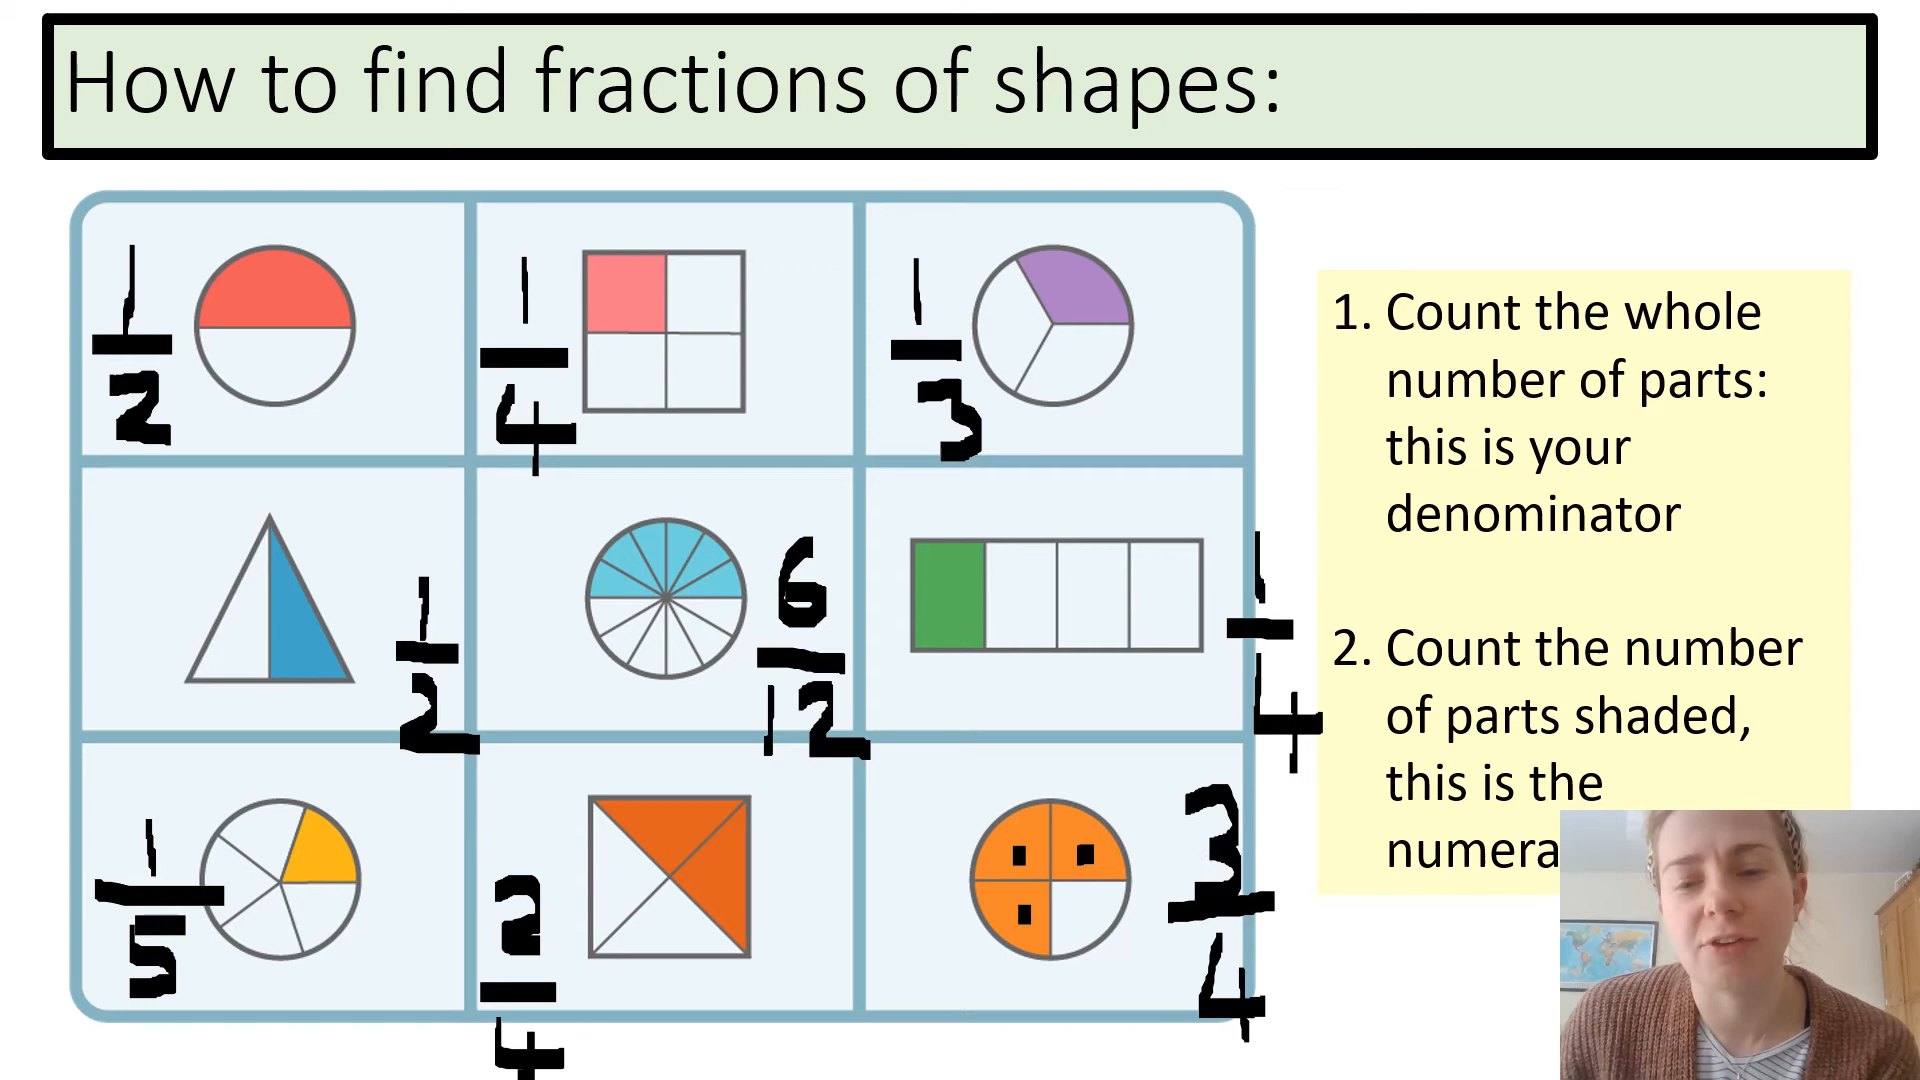 How to find fractions of shapes:
1
2
1
4
1
3
1
2
6
12
1
4
1
5
2
4
3
4
1. Count the whole
number of parts:
this is your
denominator
2. Count the number
of parts shaded,
this is the
numera